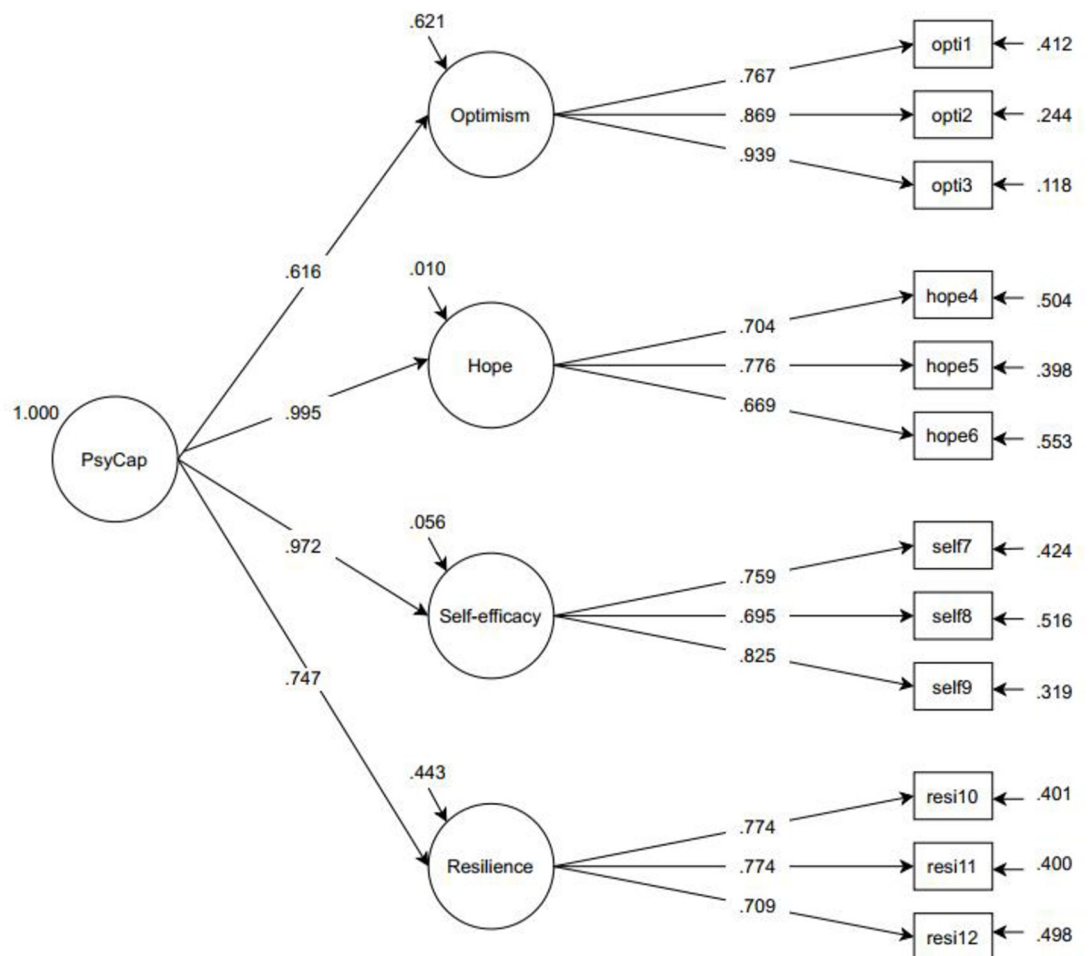 .621
Optimism
.767
.869
.939
opti1
.412
opti2
.244
opti3
.118
.616
.010
Hope
.704
.776
.669
hope4
.504
hope5
.398
hope6
.553
1.000
PsyCap
.995
.972
.056
Self-efficacy
.759
.695
.825
self7
.424
self8
.516
self9
.319
.747
.443
Resilience
.774
.774
.709
resi10
.401
resi11
.400
resi12
.498